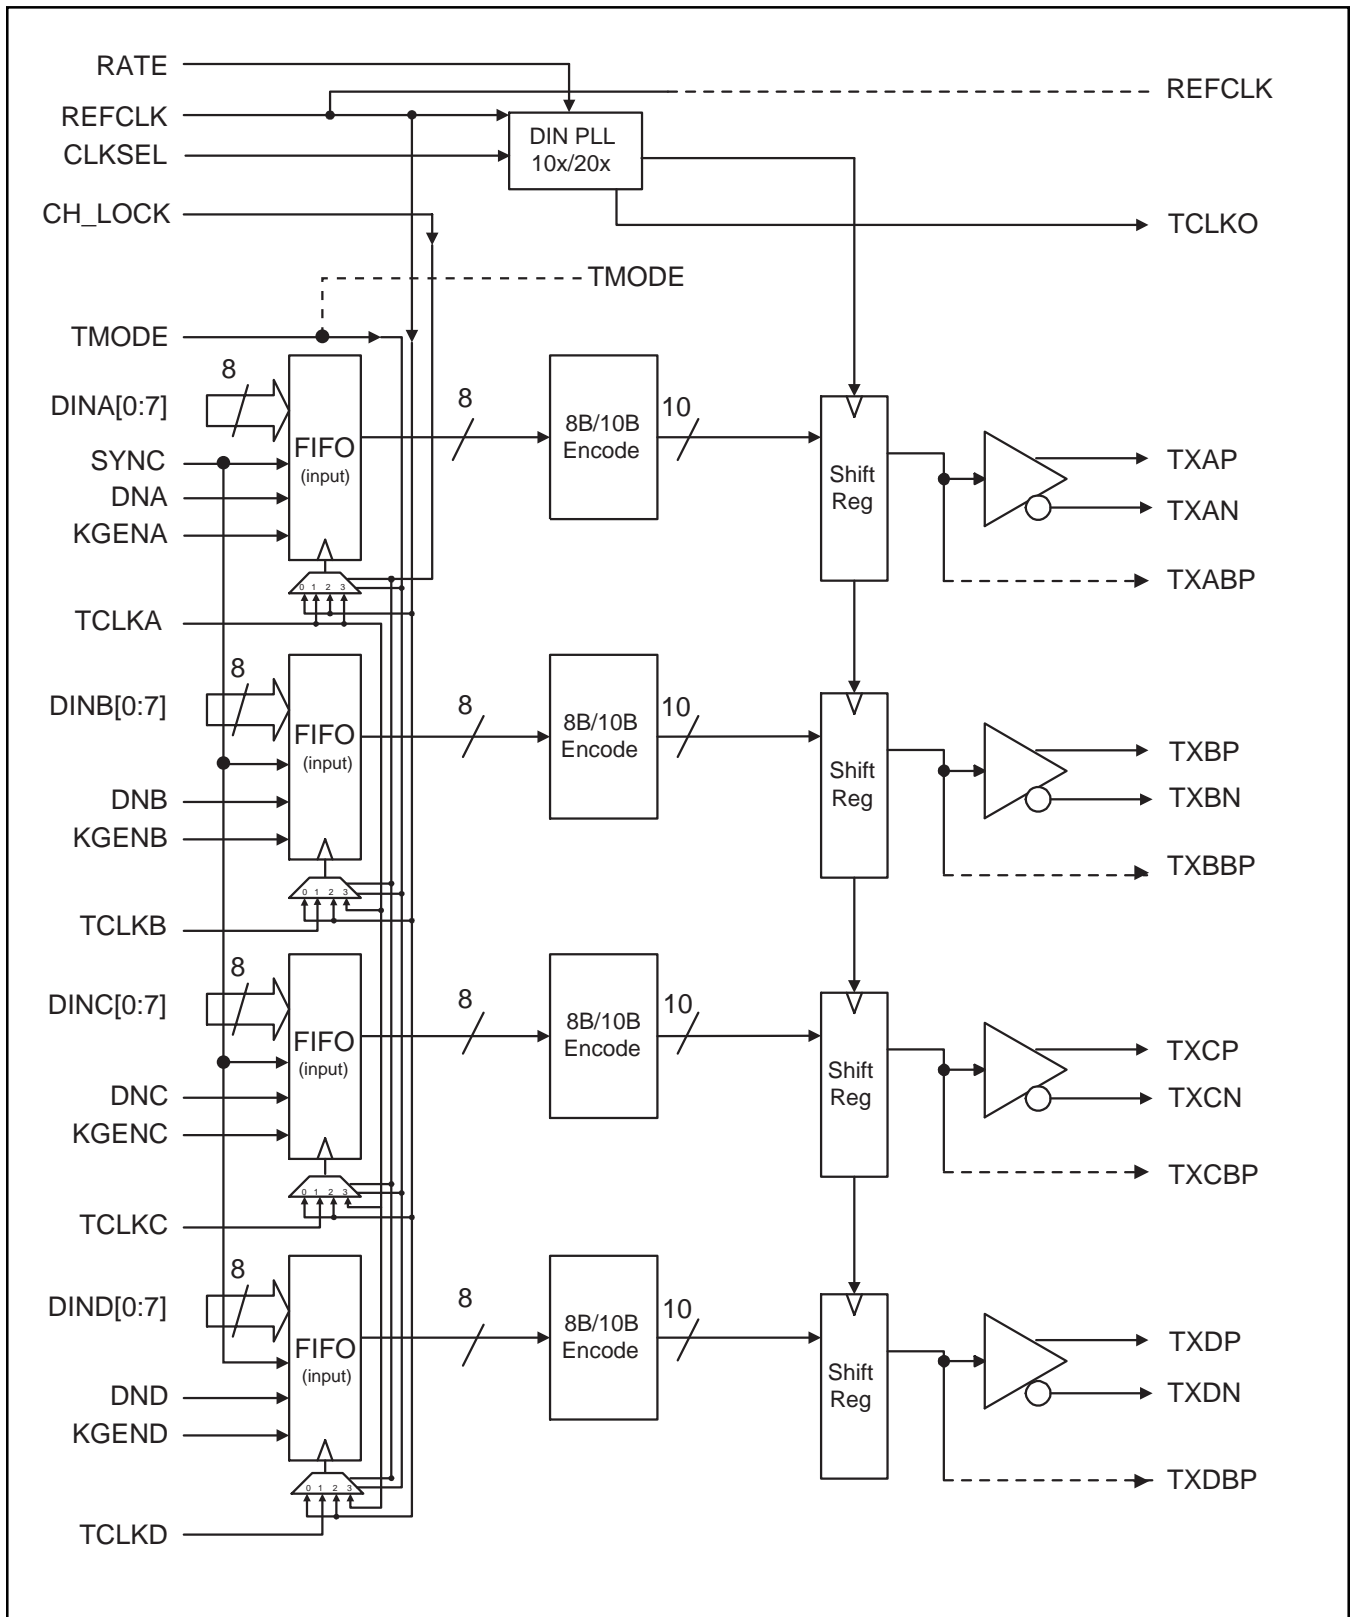 RATE
REFCLK
REFCLK
CLKSEL
DIN PLL
10x/20x
CH_LOCK
TCLKO
TMODE
TMODE
8
DINA[0:7]
SYNC
DNA
KGENA
FIFO
(input)
8
8B/10B
Encode
10
Shift
Reg
TXAP
TXAN
TXABP
0 1 2 3
TCLKA
8
DINB[0:7]
DNB
KGENB
FIFO
(input)
8
8B/10B
Encode
10
Shift
Reg
TXBP
TXBN
TXBBP
0 1 2 3
TCLKB
8
DINC[0:7]
DNC
KGENC
FIFO
(input)
8
8B/10B
Encode
10
Shift
Reg
TXCP
TXCN
TXCBP
0 1 2 3
TCLKC
8
DIND[0:7]
DND
KGEND
FIFO
(input)
8
8B/10B
Encode
10
Shift
Reg
TXDP
TXDN
TXDBP
0 1 2 3
TCLKD